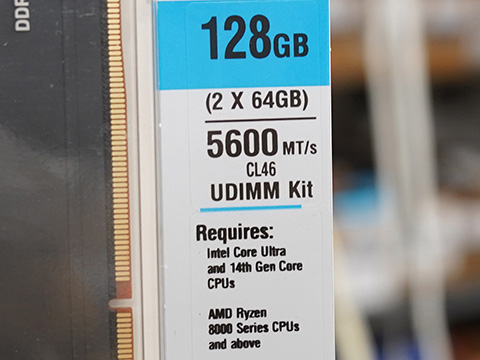 DDR
128GB
(2 X 64GB)
5600 MT/s
CL46
UDIMM Kit
Requires:
Intel Core Ultra
and 14th Gen Core
CPUs
AMD Ryzen
8000 Series CPUs
and above